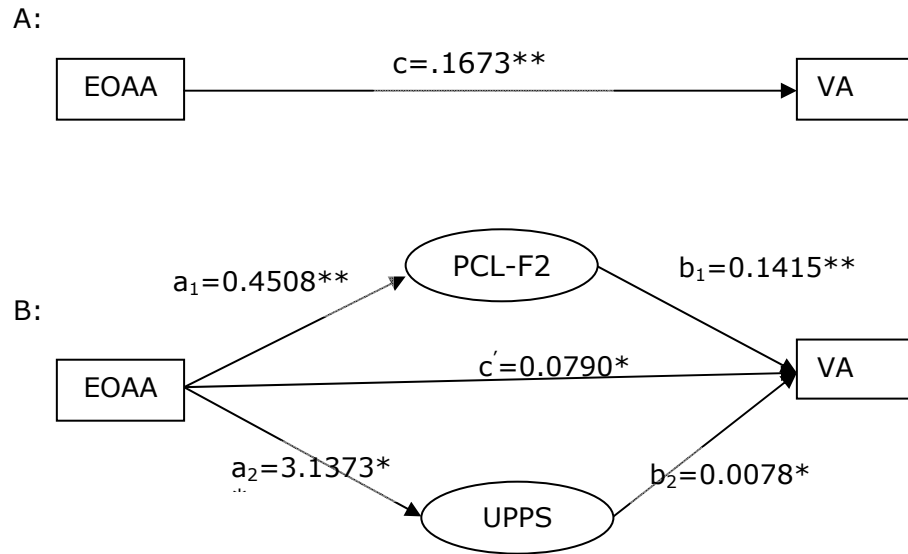 A:
EOAA
c=.1673**
VA
B:
EOAA
a₁=0.4508**
PCL-F2
b₁=0.1415**
c′=0.0790*
VA
a₂=3.1373*
*
UPPS
b₂=0.0078*